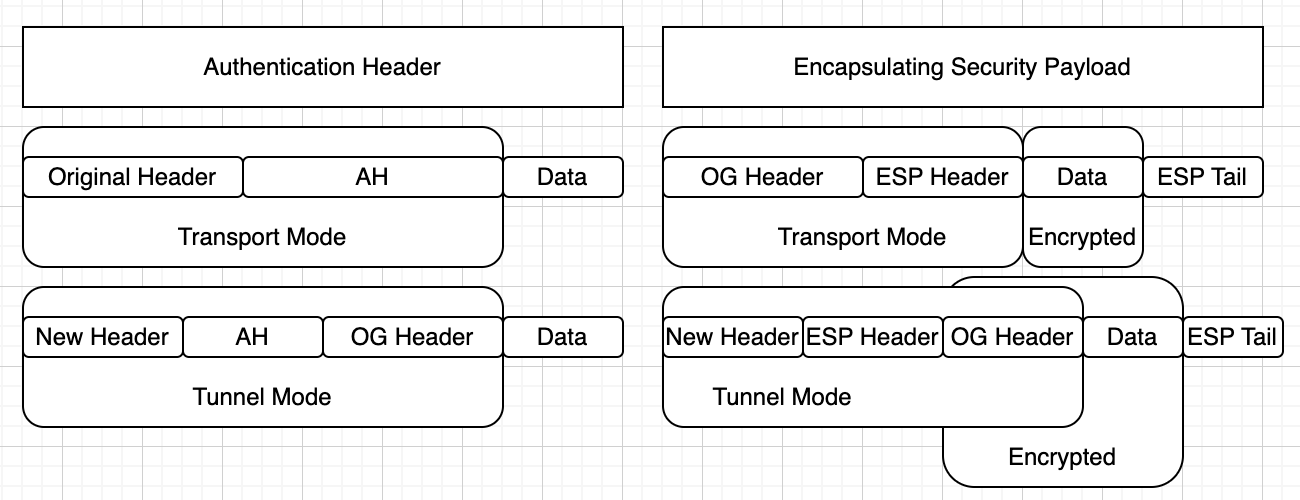 Authentication Header
Original Header AH Data
Transport Mode
New Header AH OG Header Data
Tunnel Mode
Encapsulating Security Payload
OG Header ESP Header Data ESP Tail
Transport Mode Encrypted
New Header ESP Header OG Header Data ESP Tail
Tunnel Mode
Encrypted